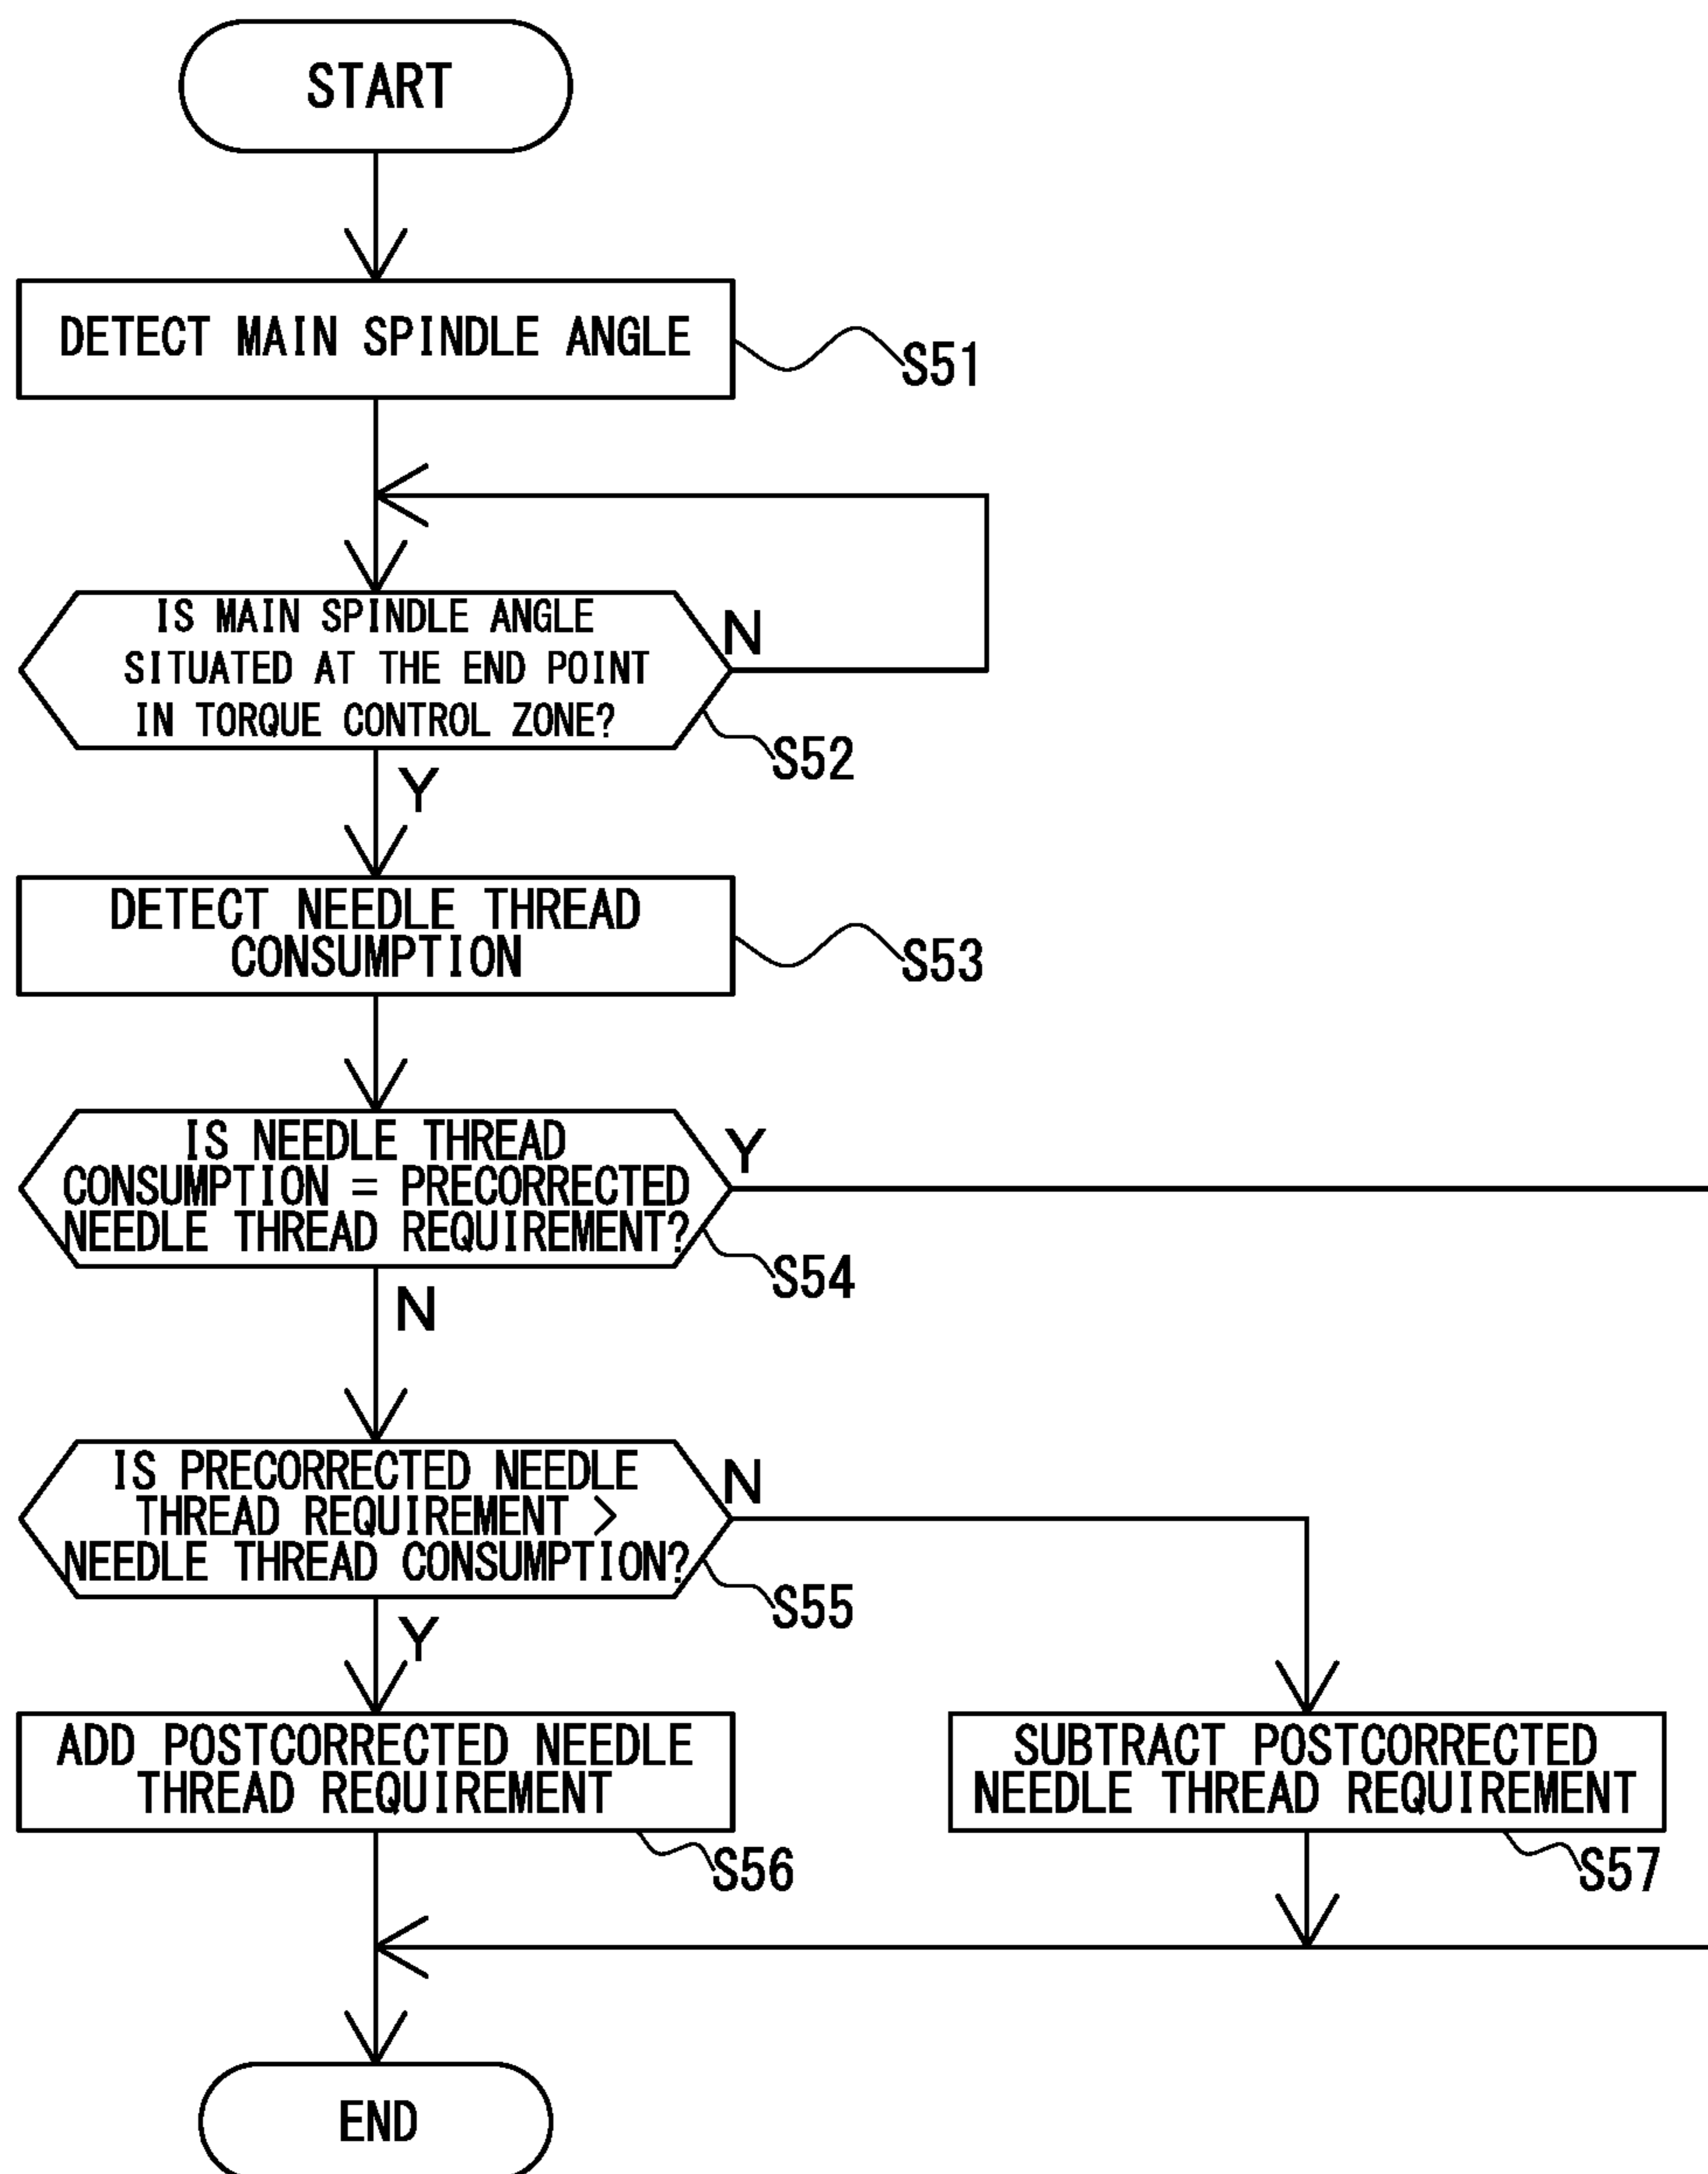 START
DETECT MAIN SPINDLE ANGLE
S51
IS MAIN SPINDLE ANGLE
SITUATED AT THE END POINT
IN TORQUE CONTROL ZONE?
N
S52
Y
DETECT NEEDLE THREAD
CONSUMPTION
S53
IS NEEDLE THREAD
CONSUMPTION = PRECORRECTED
NEEDLE THREAD REQUIREMENT?
Y
S54
N
IS PRECORRECTED NEEDLE
THREAD REQUIREMENT >
NEEDLE THREAD CONSUMPTION?
N
S55
Y
ADD POSTCORRECTED NEEDLE
THREAD REQUIREMENT
S56
SUBTRACT POSTCORRECTED
NEEDLE THREAD REQUIREMENT
S57
END